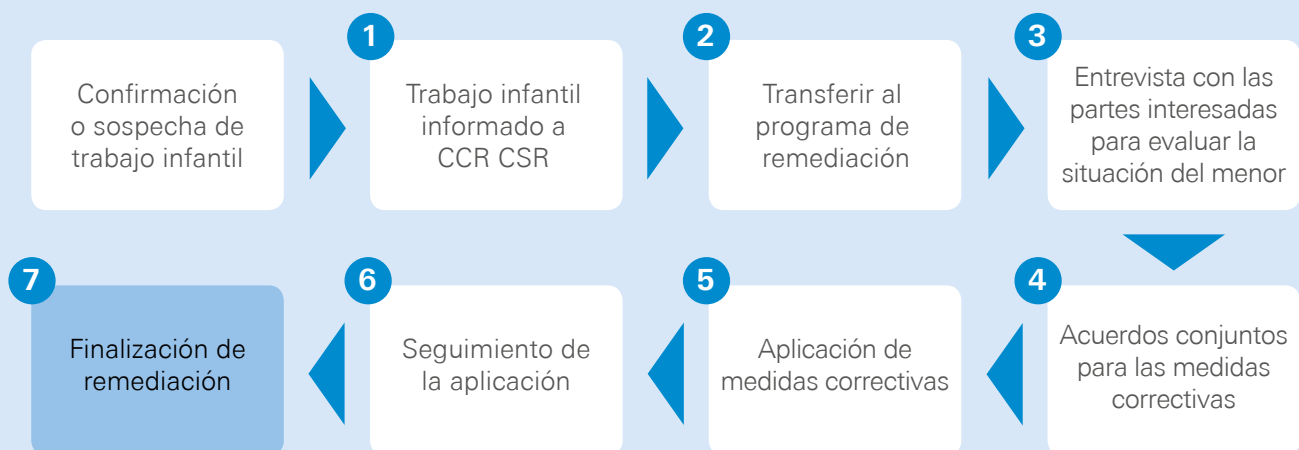 Confirmación
o sospecha de
trabajo infantil
1
Trabajo infantil
informado a
CCR CSR
2
Transferir al
programa de
remediación
3
Entrevista con las
partes interesadas
para evaluar la
situación del menor
4
Acuerdos conjuntos
para las medidas
correctivas
5
Aplicación de
medidas correctivas
6
Seguimiento de
la aplicación
7
Finalización de
remediación